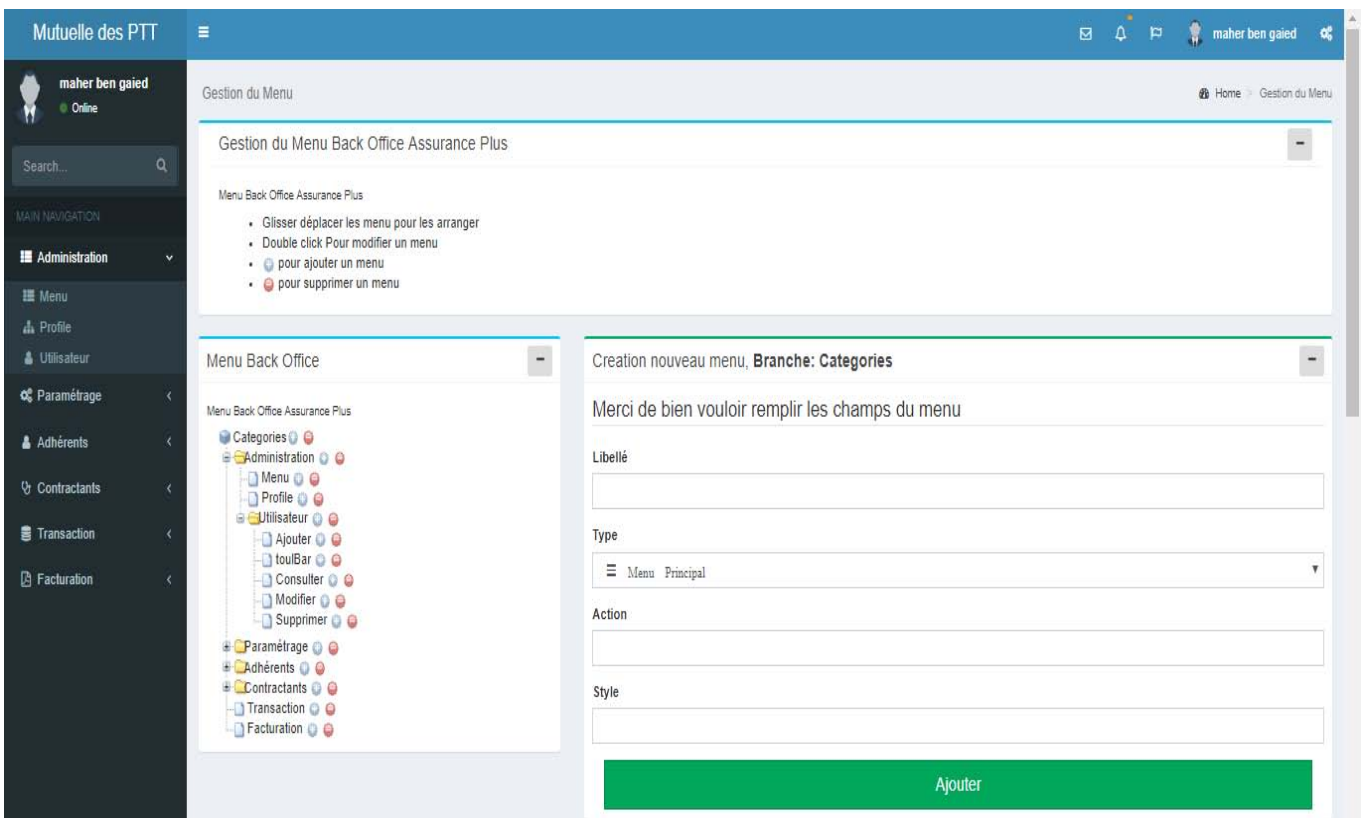 Mutuelle des PTT
maher ben gaied
maher ben gaied
Online
Search...
MAIN NAVIGATION
Administration
Menu
Profile
Utilisateur
Paramétrage
Adhérents
Contractants
Transaction
Facturation
Gestion du Menu
Home > Gestion du Menu
Gestion du Menu Back Office Assurance Plus
Menu Back Office Assurance Plus
Glisser déplacer les menu pour les arranger
Double click Pour modifier un menu
pour ajouter un menu
pour supprimer un menu
Menu Back Office
Menu Back Office Assurance Plus
Categories
Administration
Menu
Profile
Utilisateur
Ajouter
toulBar
Consulter
Modifier
Supprimer
Paramétrage
Adhérents
Contractants
Transaction
Facturation
Creation nouveau menu, Branche: Categories
Merci de bien vouloir remplir les champs du menu
Libellé
Type
Menu Principal
Action
Style
Ajouter